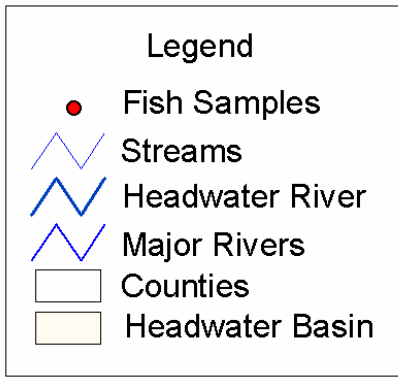 Legend
Fish Samples
Streams
Headwater River
Major Rivers
Counties
Headwater Basin